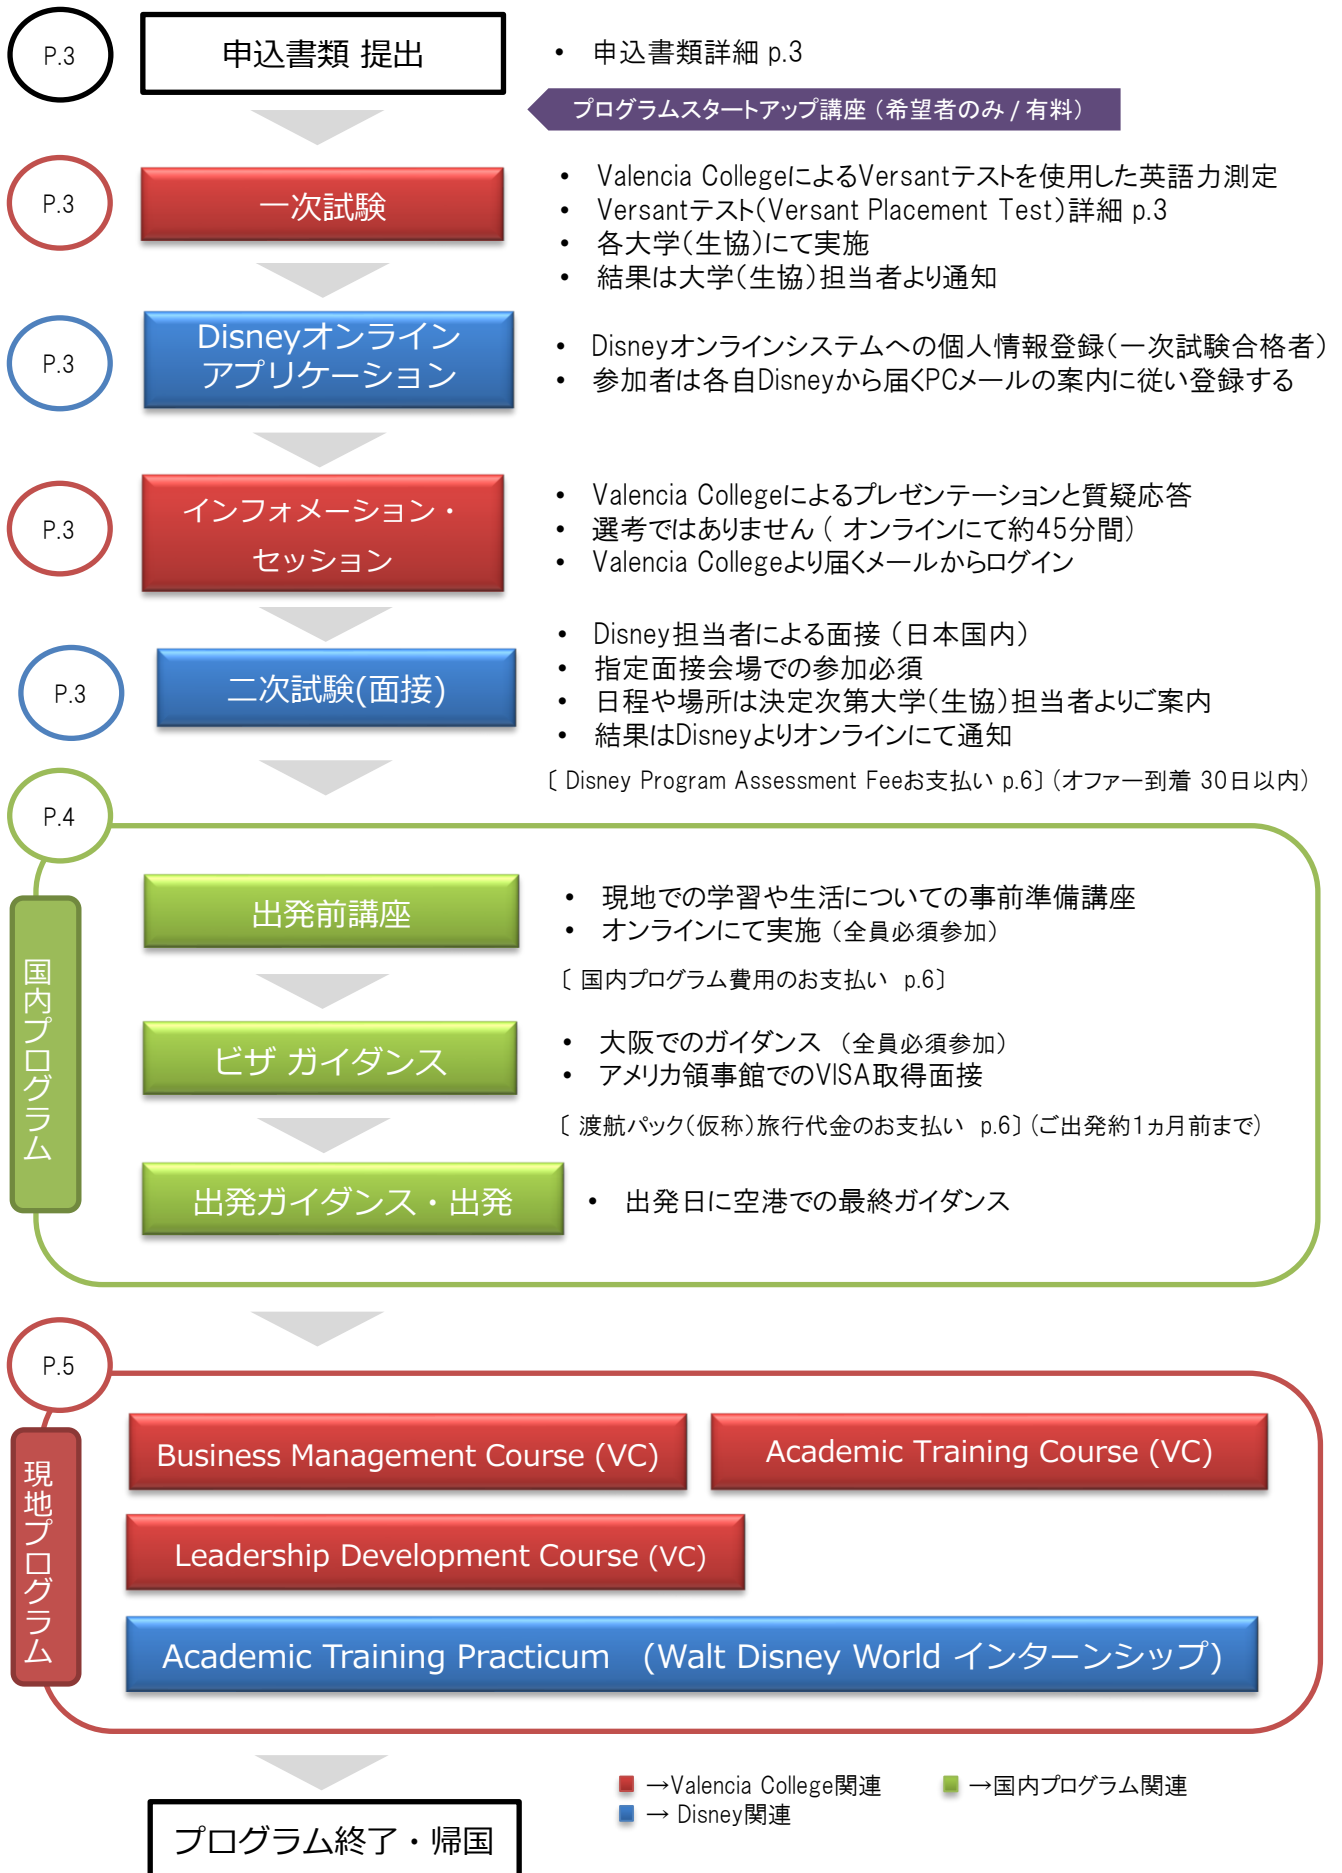 P.3
申込書類 提出
• 申込書類詳細 p.3
プログラムスタートアップ講座（希望者のみ / 有料）
P.3
一次試験
• Valencia CollegeによるVersantテストを使用した英語力測定
• Versantテスト（Versant Placement Test）詳細 p.3
• 各大学（生協）にて実施
• 結果は大学（生協）担当者より通知
P.3
Disneyオンライン
アプリケーション
• Disneyオンラインシステムへの個人情報登録（一次試験合格者）
• 参加者は各自Disneyから届くPCメールの案内に従い登録する
P.3
インフォメーション・
セッション
• Valencia Collegeによるプレゼンテーションと質疑応答
• 選考ではありません（ オンラインにて約45分間）
• Valencia Collegeより届くメールからログイン
P.3
二次試験(面接)
• Disney担当者による面接 （日本国内）
• 指定面接会場での参加必須
• 日程や場所は決定次第大学（生協）担当者よりご案内
• 結果はDisneyよりオンラインにて通知
〔 Disney Program Assessment Feeお支払い p.6〕（オファー到着 30日以内）
P.4
国内プログラム
出発前講座
• 現地での学習や生活についての事前準備講座
• オンラインにて実施 （全員必須参加）
〔 国内プログラム費用のお支払い p.6〕
ビザ ガイダンス
• 大阪でのガイダンス （全員必須参加）
• アメリカ領事館でのVISA取得面接
〔 渡航パック（仮称）旅行代金のお支払い p.6〕（ご出発約1ヵ月前まで）
出発ガイダンス・出発
• 出発日に空港での最終ガイダンス
P.5
現地プログラム
Business Management Course (VC)
Academic Training Course (VC)
Leadership Development Course (VC)
Academic Training Practicum (Walt Disney World インターンシップ)
→Valencia College関連
→国内プログラム関連
→ Disney関連
プログラム終了・帰国